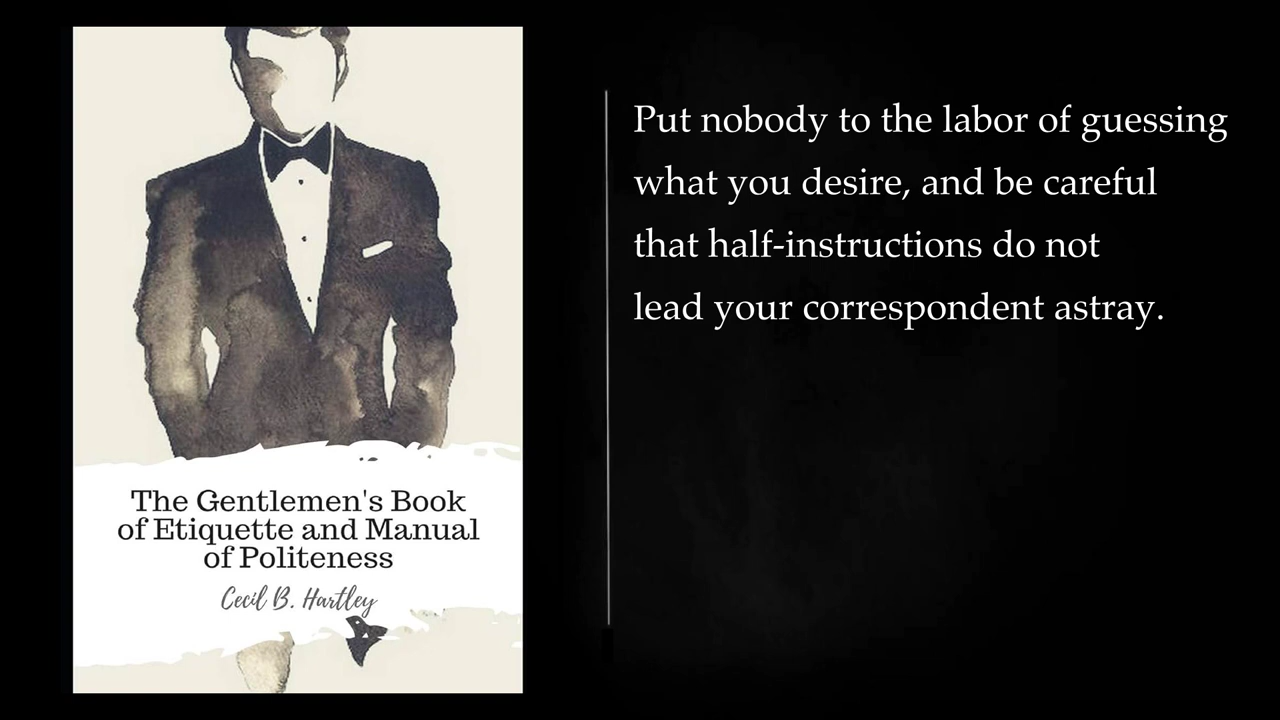 The Gentlemen's Book
of Etiquette and Manual
of Politeness
Cecil B. Hartley
Put nobody to the labor of guessing
what you desire, and be careful
that half-instructions do not
lead your correspondent astray.